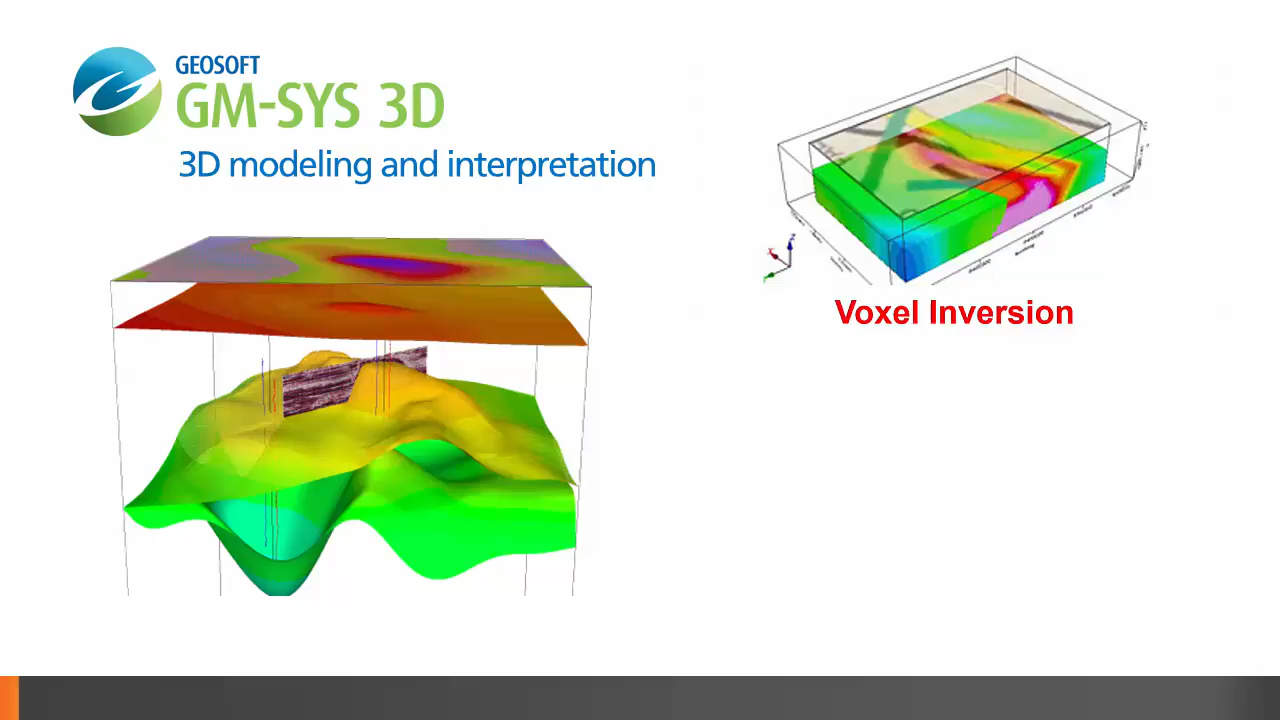 GEOSOFT
GM-SYS 3D
3D modeling and interpretation
Z
Voxel Inversion